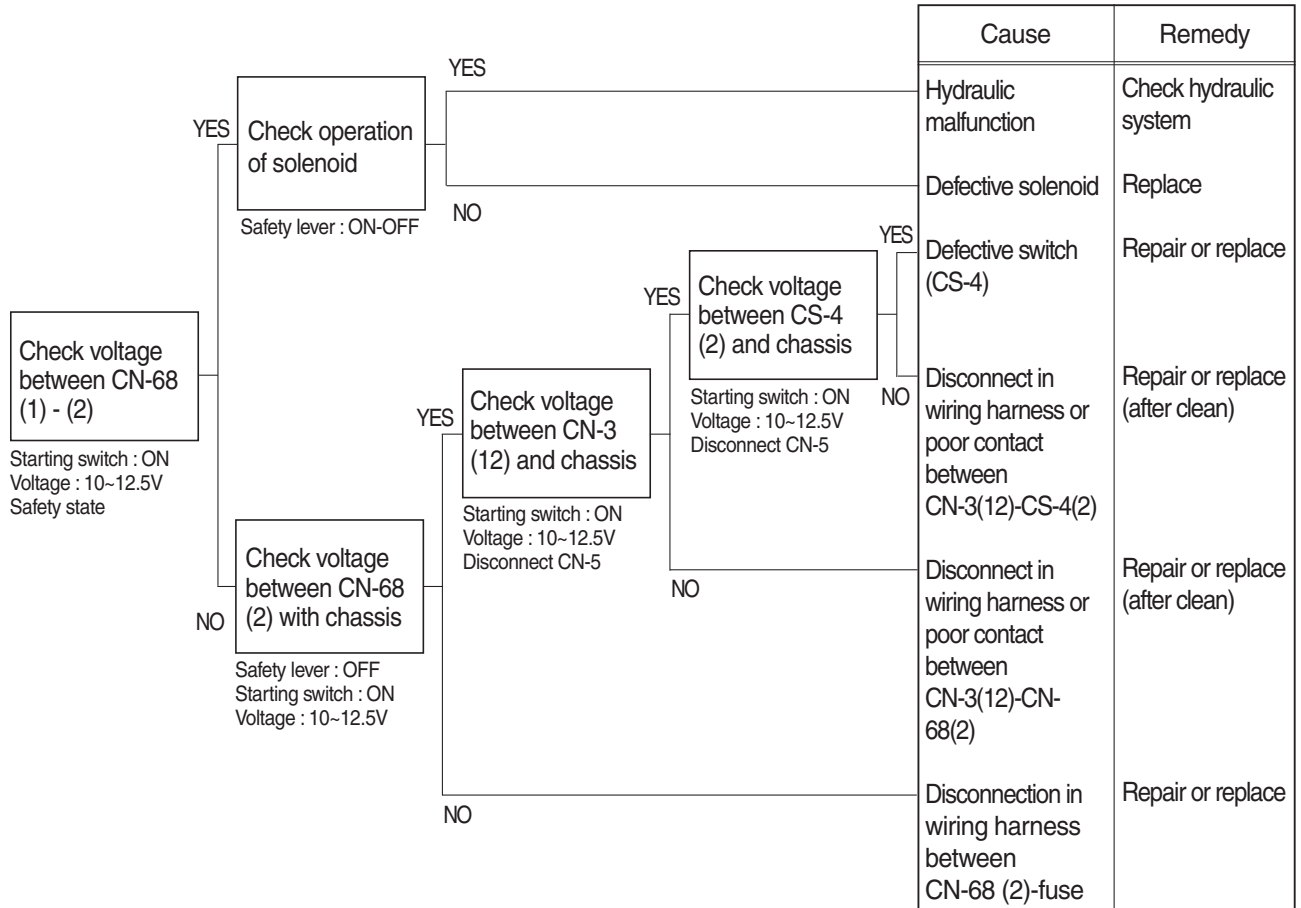 Cause
Remedy
YES
Hydraulic
malfunction
Check hydraulic
system
YES
Check operation
of solenoid
Defective solenoid
Replace
NO
Safety lever : ON-OFF
YES
Defective switch
(CS-4)
Repair or replace
YES
Check voltage
between CS-4
(2) and chassis
Check voltage
between CN-68
(1) - (2)
Starting switch : ON
Voltage : 10~12.5V
Safety state
YES
Check voltage
between CN-3
(12) and chassis
Starting switch : ON
Voltage : 10~12.5V
Disconnect CN-5
NO
Disconnect in
wiring harness or
poor contact
between
CN-3(12)-CS-4(2)
Repair or replace
(after clean)
Starting switch : ON
Voltage : 10~12.5V
Disconnect CN-5
NO
Check voltage
between CN-68
(2) with chassis
NO
Disconnect in
wiring harness or
poor contact
between
CN-3(12)-CN-
68(2)
Repair or replace
(after clean)
Safety lever : OFF
Starting switch : ON
Voltage : 10~12.5V
NO
Disconnection in
wiring harness
between
CN-68 (2)-fuse
Repair or replace